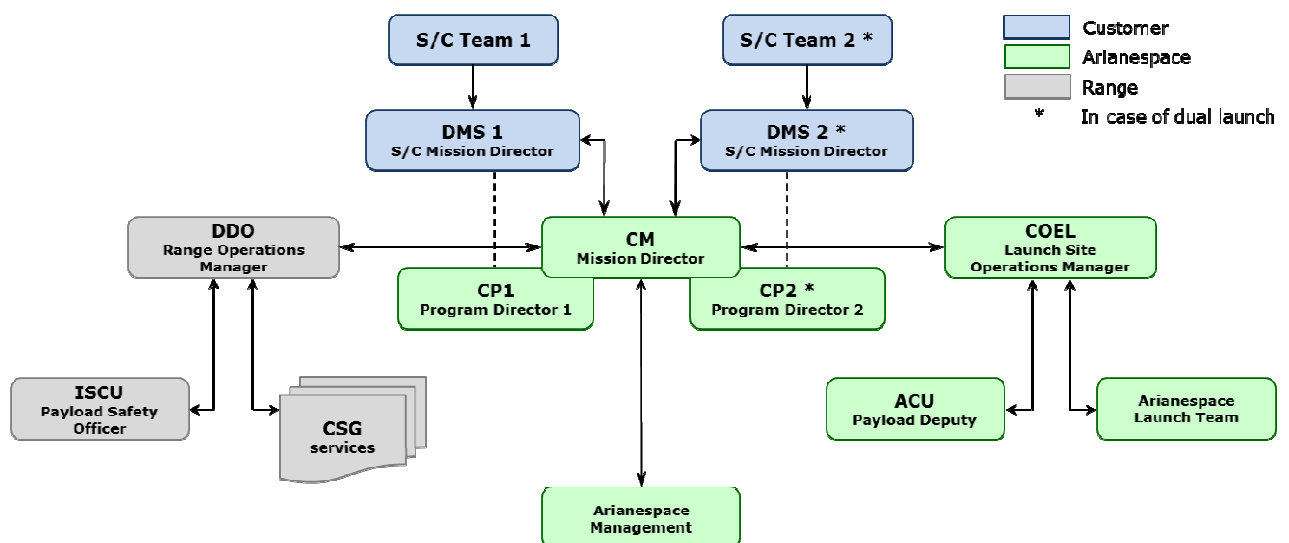 S/C Team 1
S/C Team 2 *
Customer
Arianespace
Range
* In case of dual launch
DMS 1
S/C Mission Director
DMS 2 *
S/C Mission Director
DDO
Range Operations
Manager
CM
Mission Director
COEL
Launch Site
Operations Manager
CP1
Program Director 1
CP2 *
Program Director 2
ISCU
Payload Safety
Officer
CSG
services
ACU
Payload Deputy
Arianespace
Launch Team
Arianespace
Management